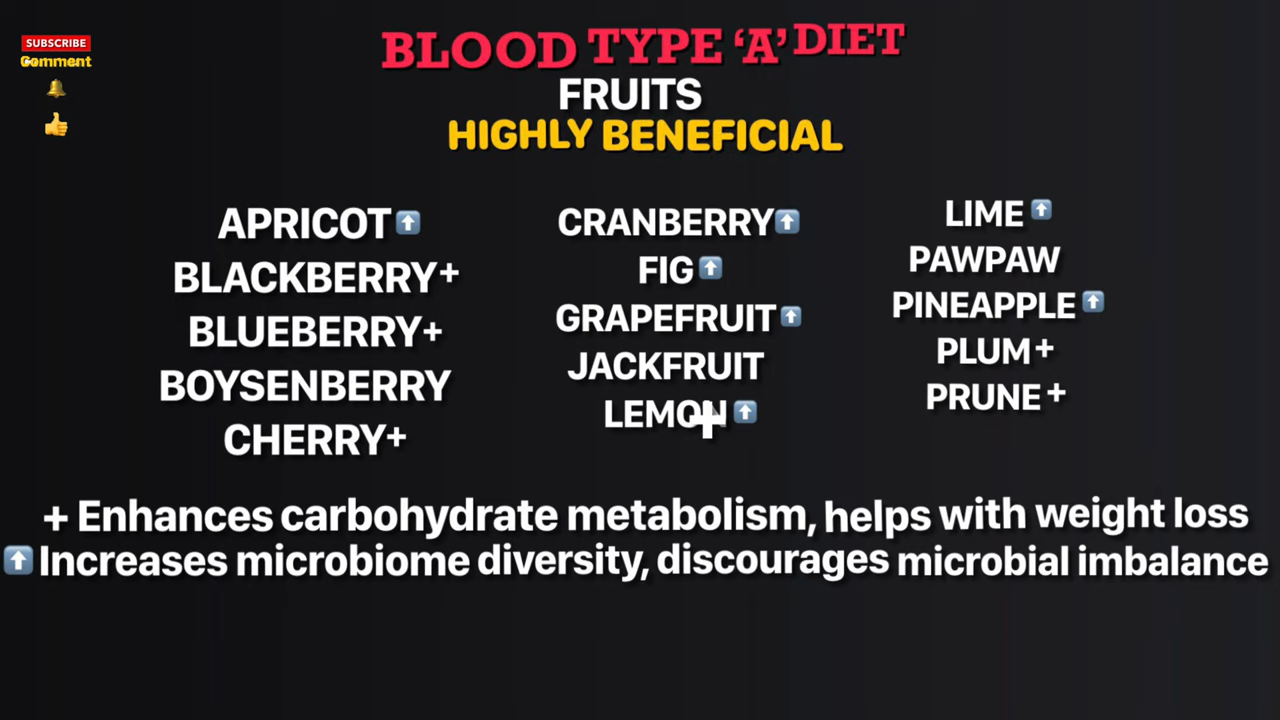 SUBSCRIBE
Comment
BLOOD TYPE ‘A’ DIET
FRUITS
HIGHLY BENEFICIAL
APRICOT⬆️
BLACKBERRY+
BLUEBERRY+
BOYSENBERRY
CHERRY+
CRANBERRY⬆️
FIG⬆️
GRAPEFRUIT⬆️
JACKFRUIT
LEMON⬆️
+
LIME⬆️
PAWPAW
PINEAPPLE⬆️
PLUM+
PRUNE+
+ Enhances carbohydrate metabolism, helps with weight loss
⬆️Increases microbiome diversity, discourages microbial imbalance